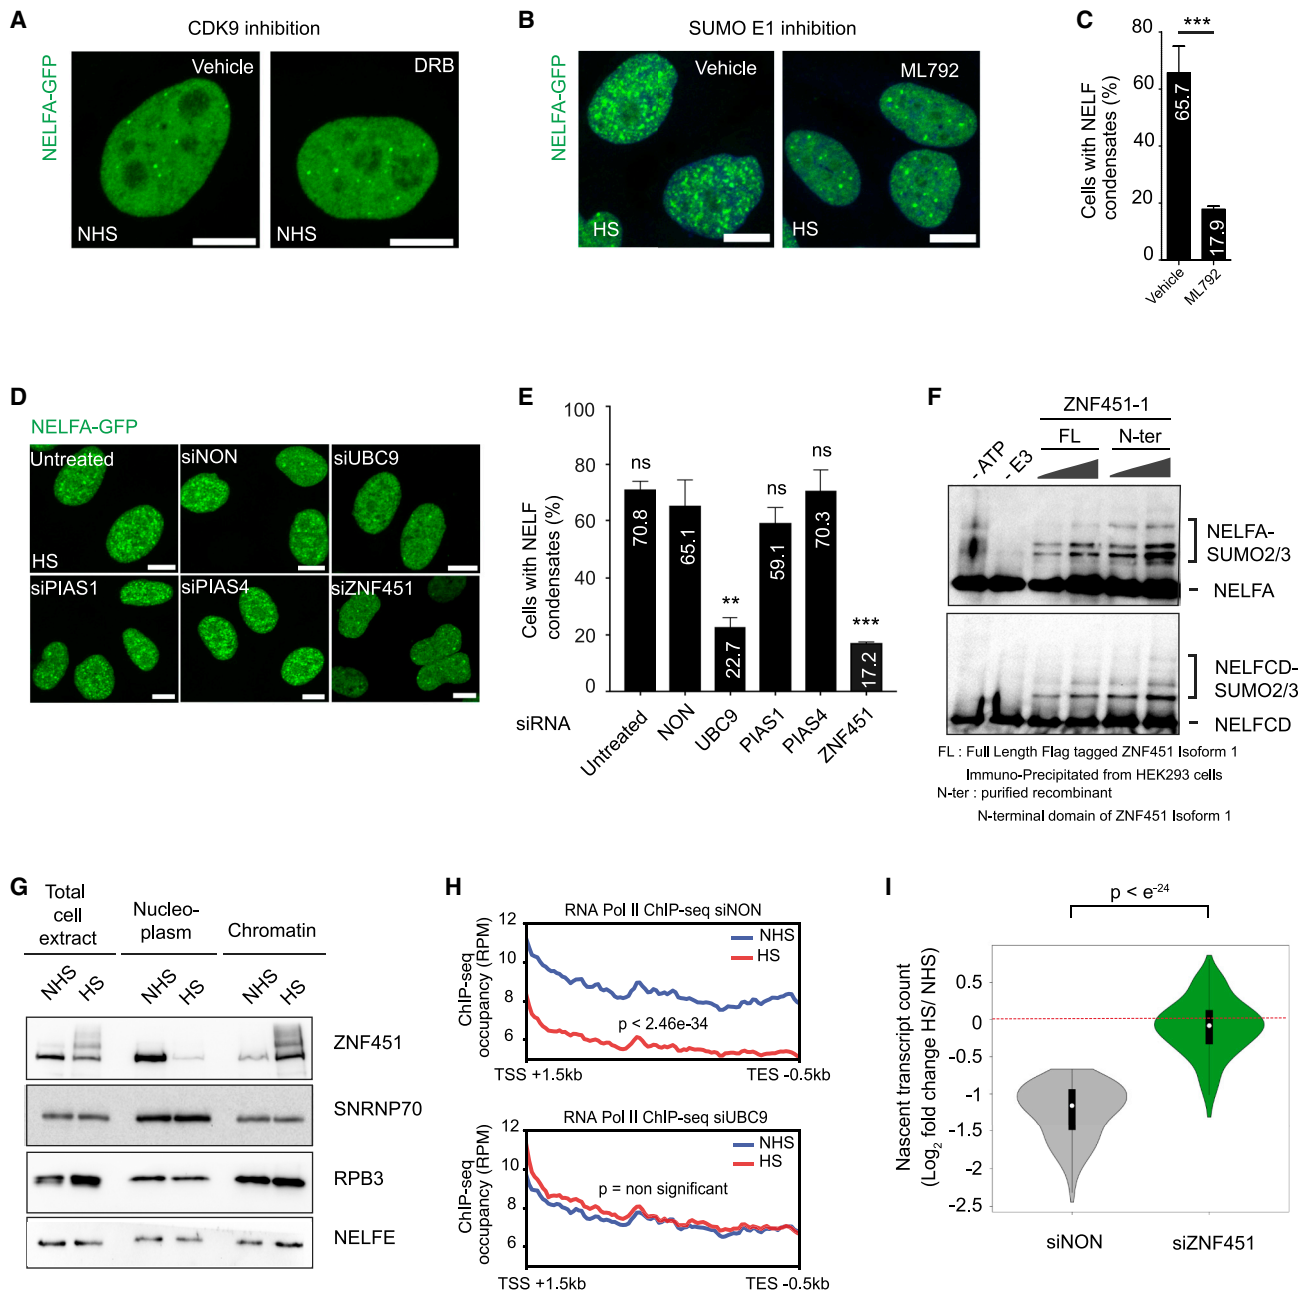 A
CDK9 inhibition
NELFA-GFP
Vehicle
NHS
DRB
NHS
B
SUMO E1 inhibition
NELFA-GFP
Vehicle
HS
ML792
HS
C
***
Cells with NELF
condensates (%)
80
60
40
20
0
65.7
17.9
Vehicle
ML792
D
NELFA-GFP
Untreated
HS
siNON
siUBC9
siPIAS1
siPIAS4
siZNF451
E
Cells with NELF
condensates (%)
100
80
60
40
20
0
ns
ns
ns
**
***
70.8
65.1
22.7
59.1
70.3
17.2
siRNA
Untreated
NON
UBC9
PIAS1
PIAS4
ZNF451
F
ZNF451-1
FL
N-ter
- ATP
- E3
NELFA-
SUMO2/3
NELFA
NELFCD-
SUMO2/3
NELFCD
FL : Full Length Flag tagged ZNF451 Isoform 1
Immuno-Precipitated from HEK293 cells
N-ter : purified recombinant
N-terminal domain of ZNF451 Isoform 1
G
Total
cell
extract
Nucleo-
plasm
Chromatin
NHS
HS
NHS
HS
NHS
HS
ZNF451
SNRNP70
RPB3
NELFE
H
RNA Pol II ChIP-seq siNON
ChIP-seq
occupancy (RPM)
12
10
8
6
NHS
HS
p < 2.46e-34
TSS +1.5kb
TES -0.5kb
RNA Pol II ChIP-seq siUBC9
ChIP-seq
occupancy (RPM)
12
10
8
6
NHS
HS
p = non significant
TSS +1.5kb
TES -0.5kb
I
p < e-24
Nascent transcript count
(Log2 fold change HS/ NHS)
0.5
0
-0.5
-1
-1.5
-2
-2.5
siNON
siZNF451